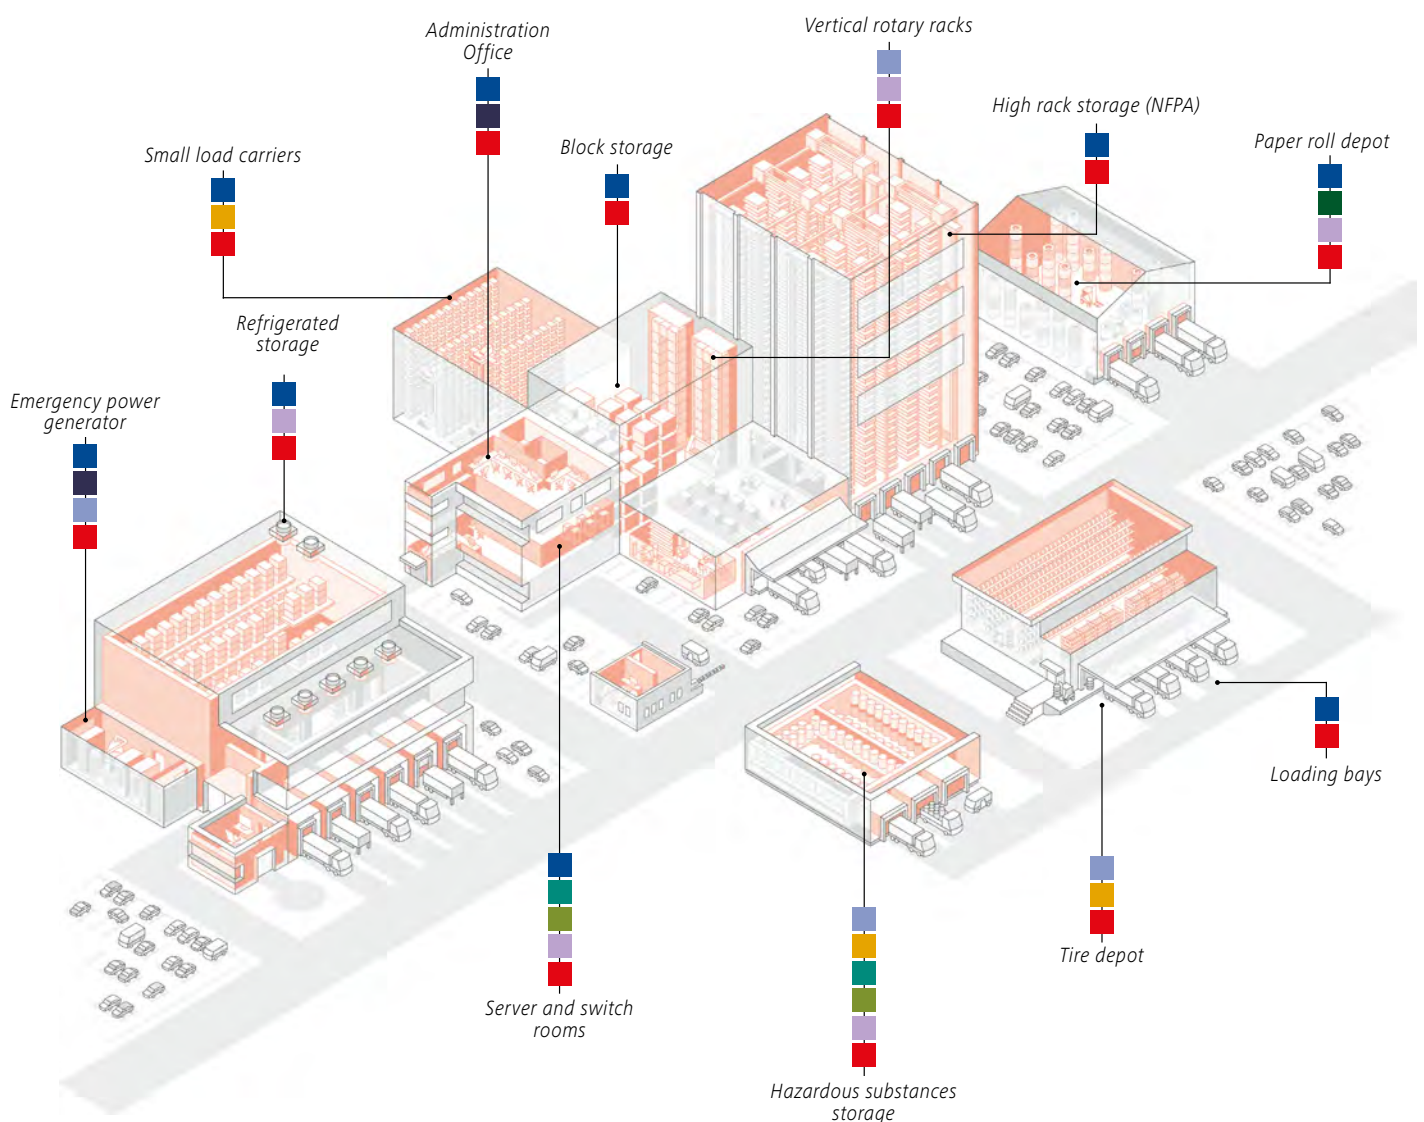 Administration
Office
Vertical rotary racks
High rack storage (NFPA)
Paper roll depot
Small load carriers
Block storage
Refrigerated
storage
Emergency power
generator
Loading bays
Tire depot
Server and switch
rooms
Hazardous substances
storage